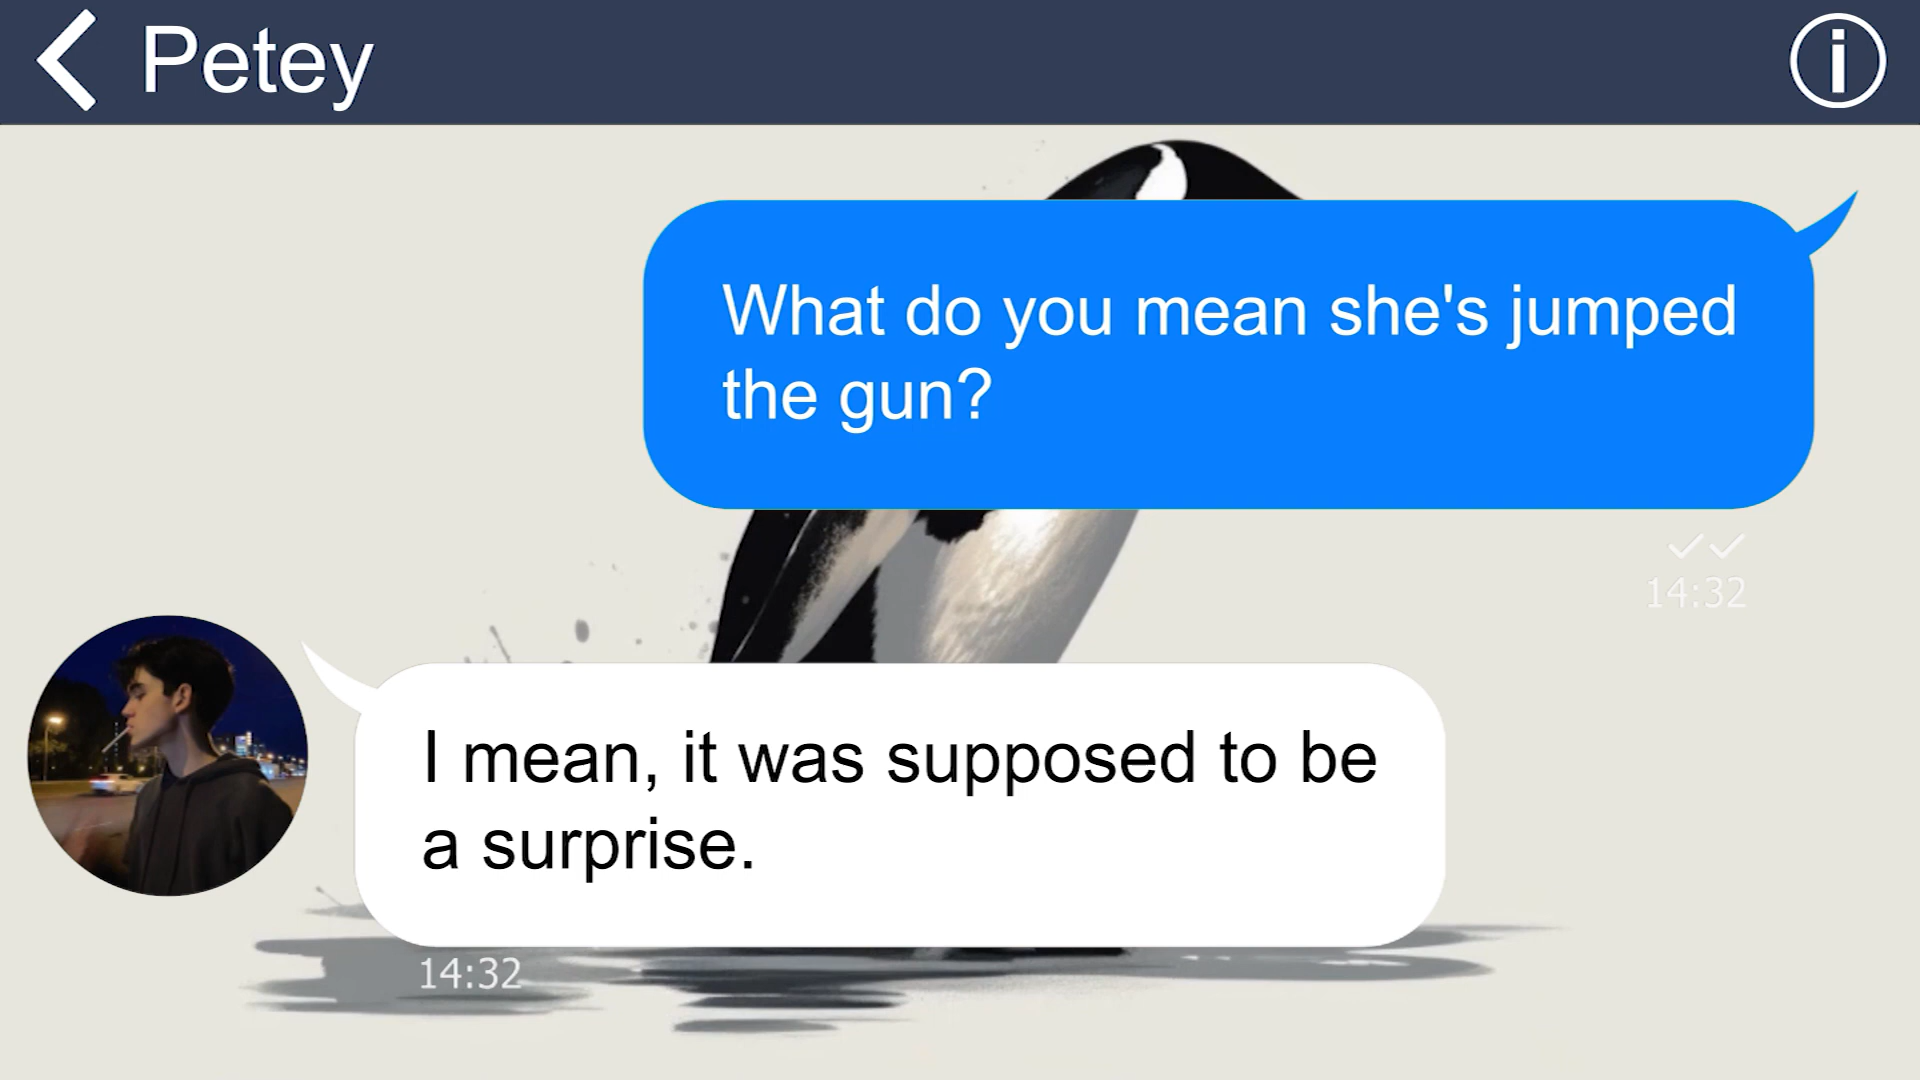 Petey
What do you mean she's jumped
the gun?
14:32
I mean, it was supposed to be
a surprise.
14:32